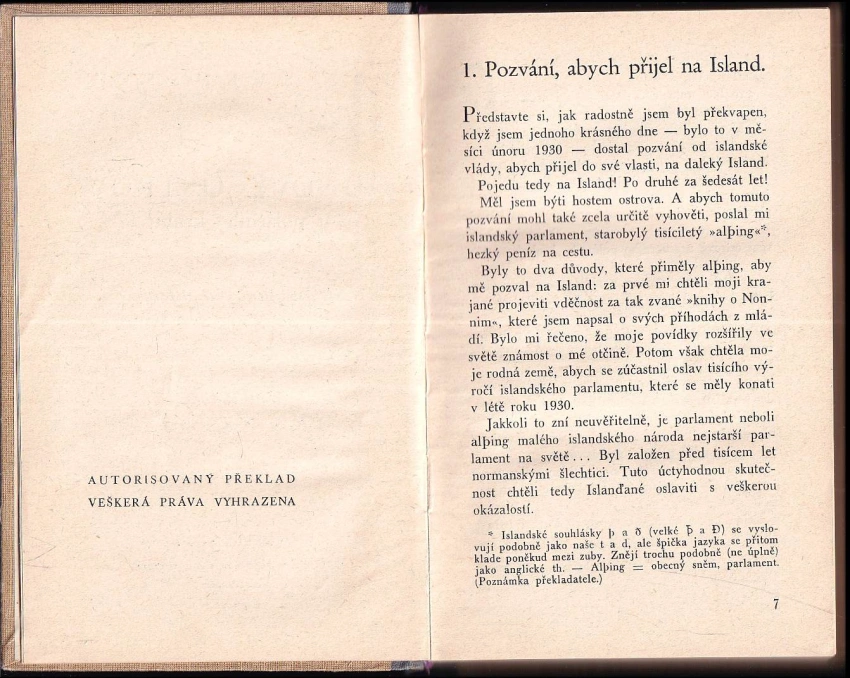 AUTORISOVANÝ PŘEKLAD
VEŠKERÁ PRÁVA VYHRAZENA
1. Pozvání, abych přijel na Island.
Představte si, jak radostně jsem byl překvapen,
když jsem jednoho krásného dne — bylo to v mě-
síci únoru 1930 — dostal pozvání od islandské
vlády, abych přijel do své vlasti, na daleký Island.
Pojedu tedy na Island! Po druhé za šedesát let!
Měl jsem býti hostem ostrova. A abych tomuto
pozvání mohl také zcela určitě vyhověti, poslal mi
islandský parlament, starobylý tisíciletý »alþing«*,
hezký peníz na cestu.
Byly to dva důvody, které přiměly alþing, aby
mě pozval na Island: za prvé mi chtěli moji kra-
jané projeviti vděčnost za tak zvané »knihy o Non-
nim«, které jsem napsal o svých příhodách z mlá-
dí. Bylo mi řečeno, že moje povídky rozšířily ve
světě známost o mé otčině. Potom však chtěla mo-
je rodná země, abych se zúčastnil oslav tisícího vý-
ročí islandského parlamentu, které se měly konati
v létě roku 1930.
Jakkoli to zní neuvěřitelně, je parlament neboli
alþing malého islandského národa nejstarší par-
lament na světě... Byl založen před tisícem let
normanskými šlechtici. Tuto úctyhodnou skuteč-
nost chtěli tedy Islanďané oslaviti s veškerou
okázalostí.
* Islandské souhlásky þ a ð (velké Þ a Ð) se vyslo-
vují podobně jako naše t a d, ale špička jazyka se přitom
klade poněkud mezi zuby. Znějí trochu podobně (ne úplně)
jako anglické th. — Alþing = obecný sněm, parlament.
(Poznámka překladatele.)
7